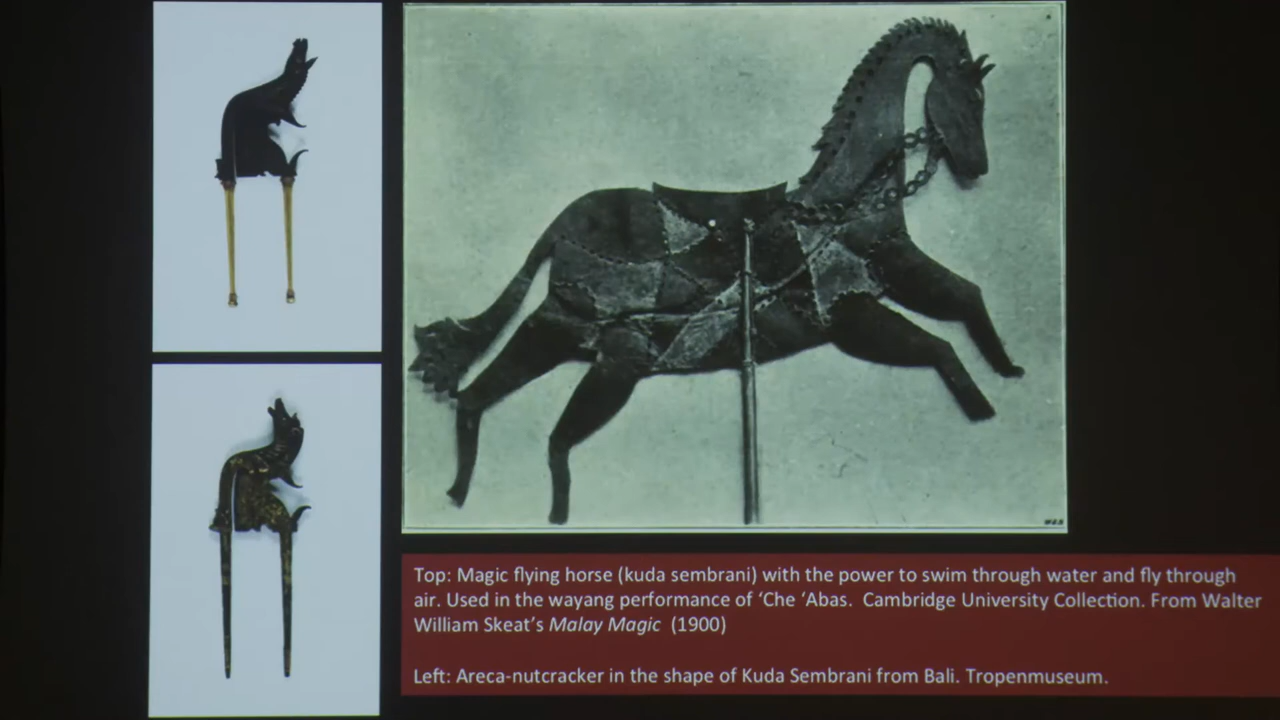 Top: Magic flying horse (kuda sembrani) with the power to swim through water and fly through
air. Used in the wayang performance of ‘Che ‘Abas.  Cambridge University Collection. From Walter
William Skeat’s Malay Magic  (1900)
Left: Areca-nutcracker in the shape of Kuda Sembrani from Bali. Tropenmuseum.